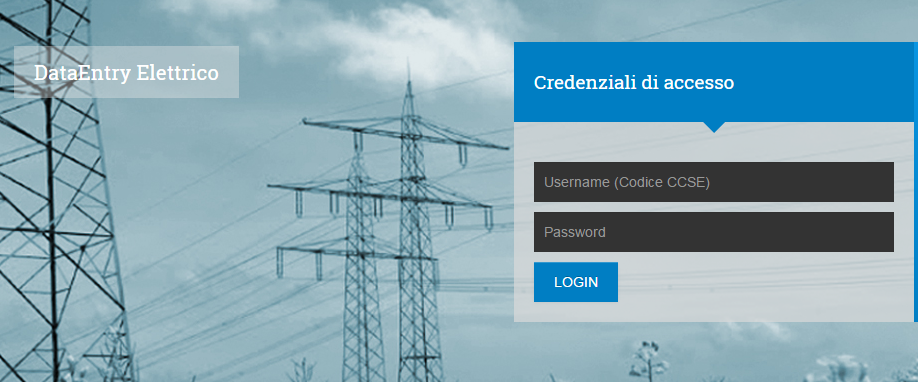 DataEntry Elettrico
Credenziali di accesso
Username (Codice CCSE)
Password
LOGIN